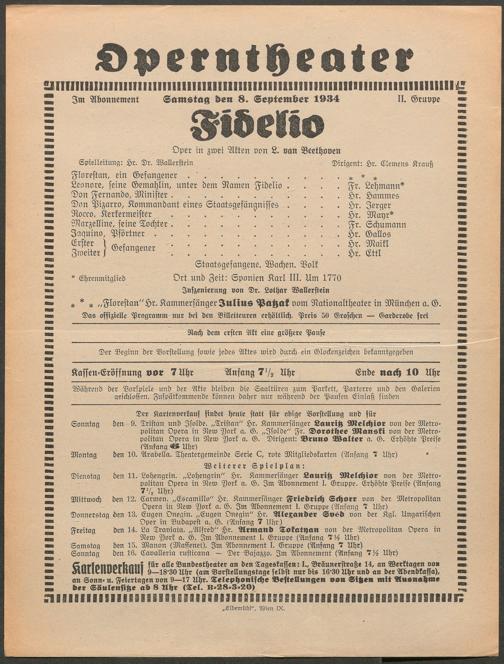 Operntheater
Im Abonnement Samstag den 8. September 1934 II. Gruppe
Fidelio
Oper in zwei Akten von L. van Beethoven
Spielleitung: Hr. Dr. Wallerstein Dirigent: Hr. Clemens Krauß
Florestan, ein Gefangener . . . . . . . . . . . * * *
Leonore, seine Gemahlin, unter dem Namen Fidelio . . . . Fr. Lehmann*
Don Fernando, Minister . . . . . . . . . . . Hr. Hammes
Don Pizarro, Kommandant eines Staatsgefängnisses . . . . Hr. Jerger
Rocco, Kerkermeister . . . . . . . . . . . Hr. Mayr*
Marzelline, seine Tochter . . . . . . . . . . . Fr. Schumann
Jaquino, Pförtner . . . . . . . . . . . Hr. Gallos
Erster } Gefangener . . . . . . . . . Hr. Maikl
Zweiter } . . . . . . . . . Hr. Ettl
Staatsgefangene, Wachen, Volk
* Ehrenmitglied Ort und Zeit: Spanien Karl III. Um 1770
Inszenierung von Dr. Lothar Wallerstein
* * * „Florestan" Hr. Kammersänger Julius Patzak vom Nationaltheater in München a. G.
Das offizielle Programm nur bei den Billeteuren erhältlich. Preis 50 Groschen — Garderobe frei
Nach dem ersten Akt eine größere Pause
Der Beginn der Vorstellung sowie jedes Aktes wird durch ein Glockenzeichen bekanntgegeben
Kassen-Eröffnung vor 7 Uhr Anfang 7½ Uhr Ende nach 10 Uhr
Während der Vorspiele und der Akte bleiben die Saaltüren zum Parkett, Parterre und den Galerien
geschlossen. Zuspätkommende können daher nur während der Pausen Einlaß finden
Der Kartenverkauf findet heute statt für obige Vorstellung und für
Sonntag den 9. Tristan und Isolde. „Tristan" Hr. Kammersänger Lauritz Melchior von der Metro-
politan Opera in New York a. G. „Isolde" Fr. Dorothee Manski von der Metro-
politan Opera in New York a. G. Dirigent: Bruno Walter a. G. Erhöhte Preise
(Anfang 6 Uhr)
Montag den 10. Arabella. Theatergemeinde Serie C, rote Mitgliedskarten (Anfang 7 Uhr)
Weiterer Spielplan:
Dienstag den 11. Lohengrin. „Lohengrin" Hr. Kammersänger Lauritz Melchior von der Metro-
politan Opera in New York a. G. Im Abonnement I. Gruppe. Erhöhte Preise (Anfang
7½ Uhr)
Mittwoch den 12. Carmen. „Escamillo" Hr. Kammersänger Friedrich Schorr von der Metropolitan
Opera in New York a. G. Im Abonnement I. Gruppe (Anfang 7 Uhr)
Donnerstag den 13. Eugen Onegin. „Eugen Onegin" Hr. Alexander Sved von der Kgl. Ungarischen
Oper in Budapest a. G. (Anfang 7 Uhr)
Freitag den 14. La Traviata. „Alfred" Hr. Armand Tokatyan von der Metropolitan Opera in
New York a. G. Im Abonnement I. Gruppe (Anfang 7½ Uhr)
Samstag den 15. Manon (Massenet). Im Abonnement I. Gruppe (Anfang 7 Uhr)
Sonntag den 16. Cavalleria rusticana — Der Bajazzo. Im Abonnement (Anfang 7½ Uhr)
Kartenverkauf für alle Bundestheater an den Tageskassen: I., Bräunerstraße 14, an Werktagen von
9—18'30 Uhr (am Vorstellungstage selbst nur bis 16'30 Uhr und an der Abendkassa),
an Sonn- u. Feiertagen von 9—17 Uhr. Telephonische Bestellungen von Sitzen mit Ausnahme
der Säulensitze ab 8 Uhr (Tel. R-28-3-20)
„Elbemühl", Wien IX.